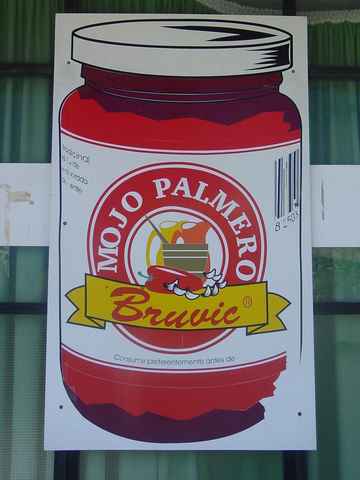 MOJO PALMERO
Bruvic ®
Consumir preferentemente antes de